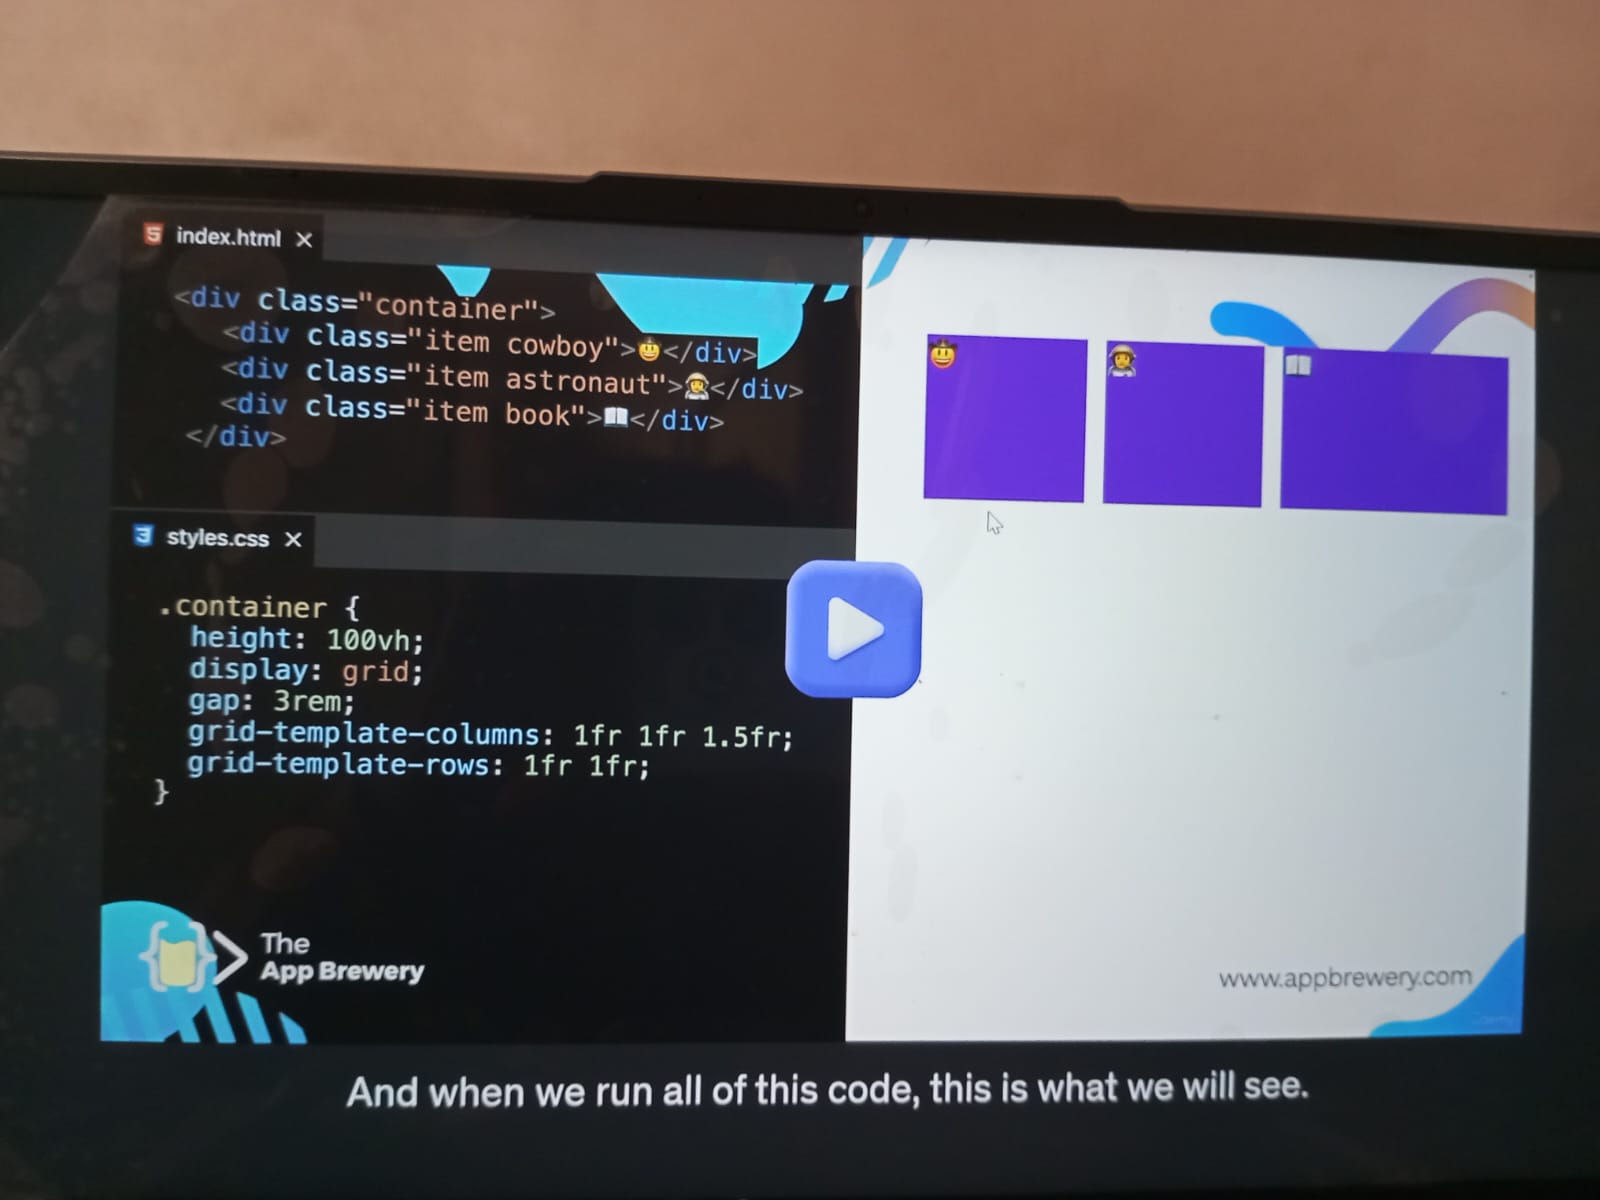 index.html ×
<div class="container">
<div class="item cowboy">🤠</div>
<div class="item astronaut">🧑‍🚀</div>
<div class="item book">📖</div>
</div>
styles.css ×
.container {
height: 100vh;
display: grid;
gap: 3rem;
grid-template-columns: 1fr 1fr 1.5fr;
grid-template-rows: 1fr 1fr;
}
The
App Brewery
www.appbrewery.com
And when we run all of this code, this is what we will see.